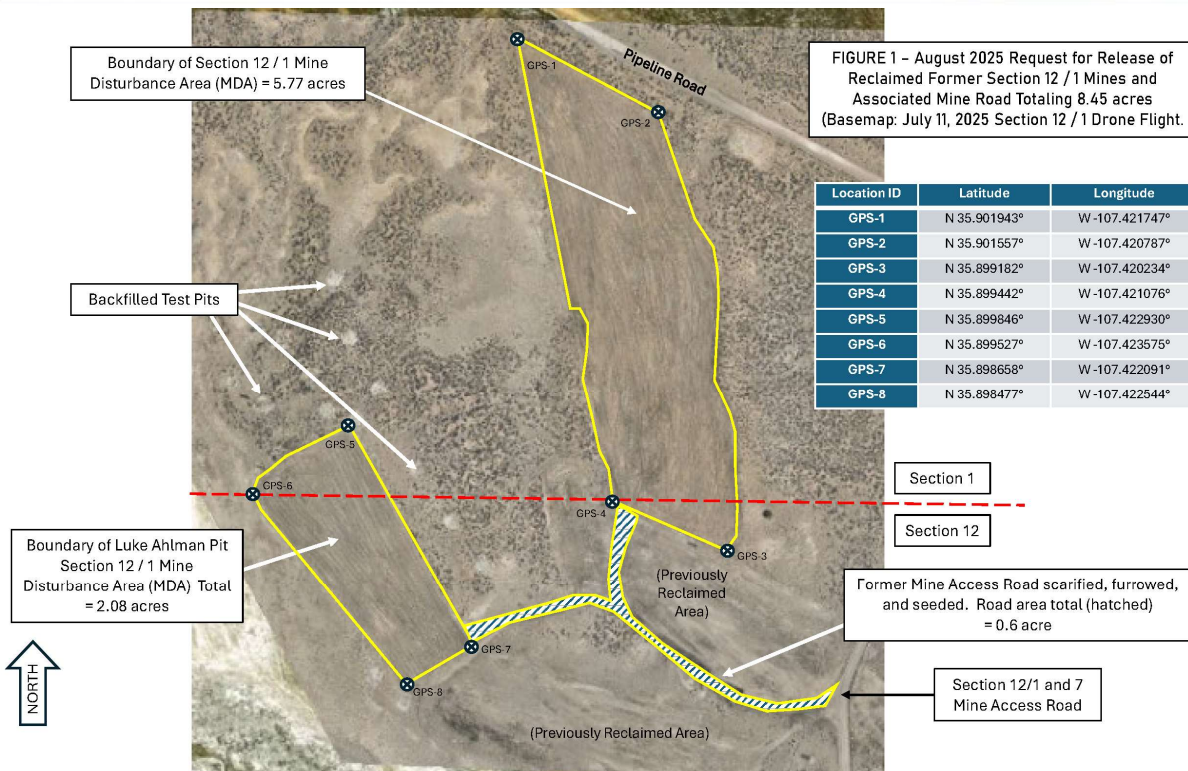 FIGURE 1 – August 2025 Request for Release of
Reclaimed Former Section 12 / 1 Mines and
Associated Mine Road Totaling 8.45 acres
(Basemap: July 11, 2025 Section 12 / 1 Drone Flight.
Boundary of Section 12 / 1 Mine
Disturbance Area (MDA) = 5.77 acres
Pipeline Road
GPS-1
GPS-2
Location ID Latitude Longitude
GPS-1 N 35.901943° W -107.421747°
GPS-2 N 35.901557° W -107.420787°
GPS-3 N 35.899182° W -107.420234°
GPS-4 N 35.899442° W -107.421076°
GPS-5 N 35.899846° W -107.422930°
GPS-6 N 35.899527° W -107.423575°
GPS-7 N 35.898658° W -107.422091°
GPS-8 N 35.898477° W -107.422544°
Backfilled Test Pits
GPS-5
GPS-6
GPS-4
GPS-3
Section 1
Section 12
Boundary of Luke Ahlman Pit
Section 12 / 1 Mine
Disturbance Area (MDA) Total
= 2.08 acres
(Previously
Reclaimed
Area)
Former Mine Access Road scarified, furrowed,
and seeded. Road area total (hatched)
= 0.6 acre
GPS-7
GPS-8
Section 12/1 and 7
Mine Access Road
(Previously Reclaimed Area)
NORTH